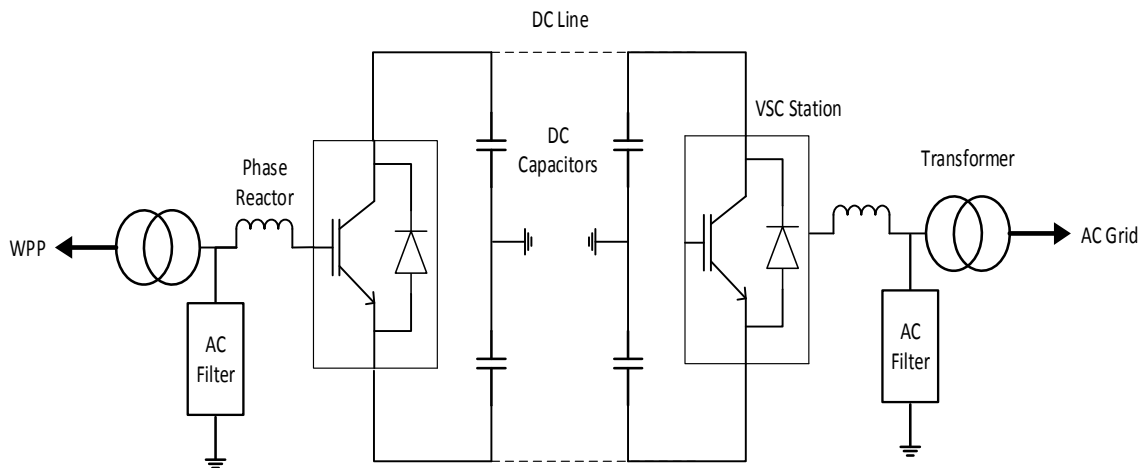 DC Line
VSC Station
DC
Capacitors
Transformer
Phase
Reactor
WPP
AC Grid
AC
Filter
AC
Filter